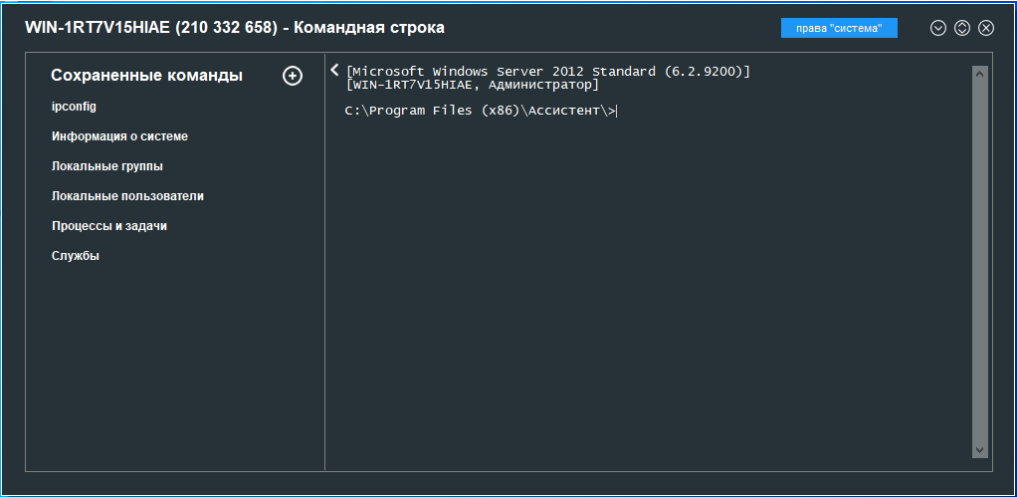 WIN-1RT7V15HIAE (210 332 658) - Командная строка
права "система"
Сохраненные команды
ipconfig
Информация о системе
Локальные группы
Локальные пользователи
Процессы и задачи
Службы
[Microsoft Windows Server 2012 Standard (6.2.9200)]
[WIN-1RT7V15HIAE, Администратор]
C:\Program Files (x86)\Ассистент\>